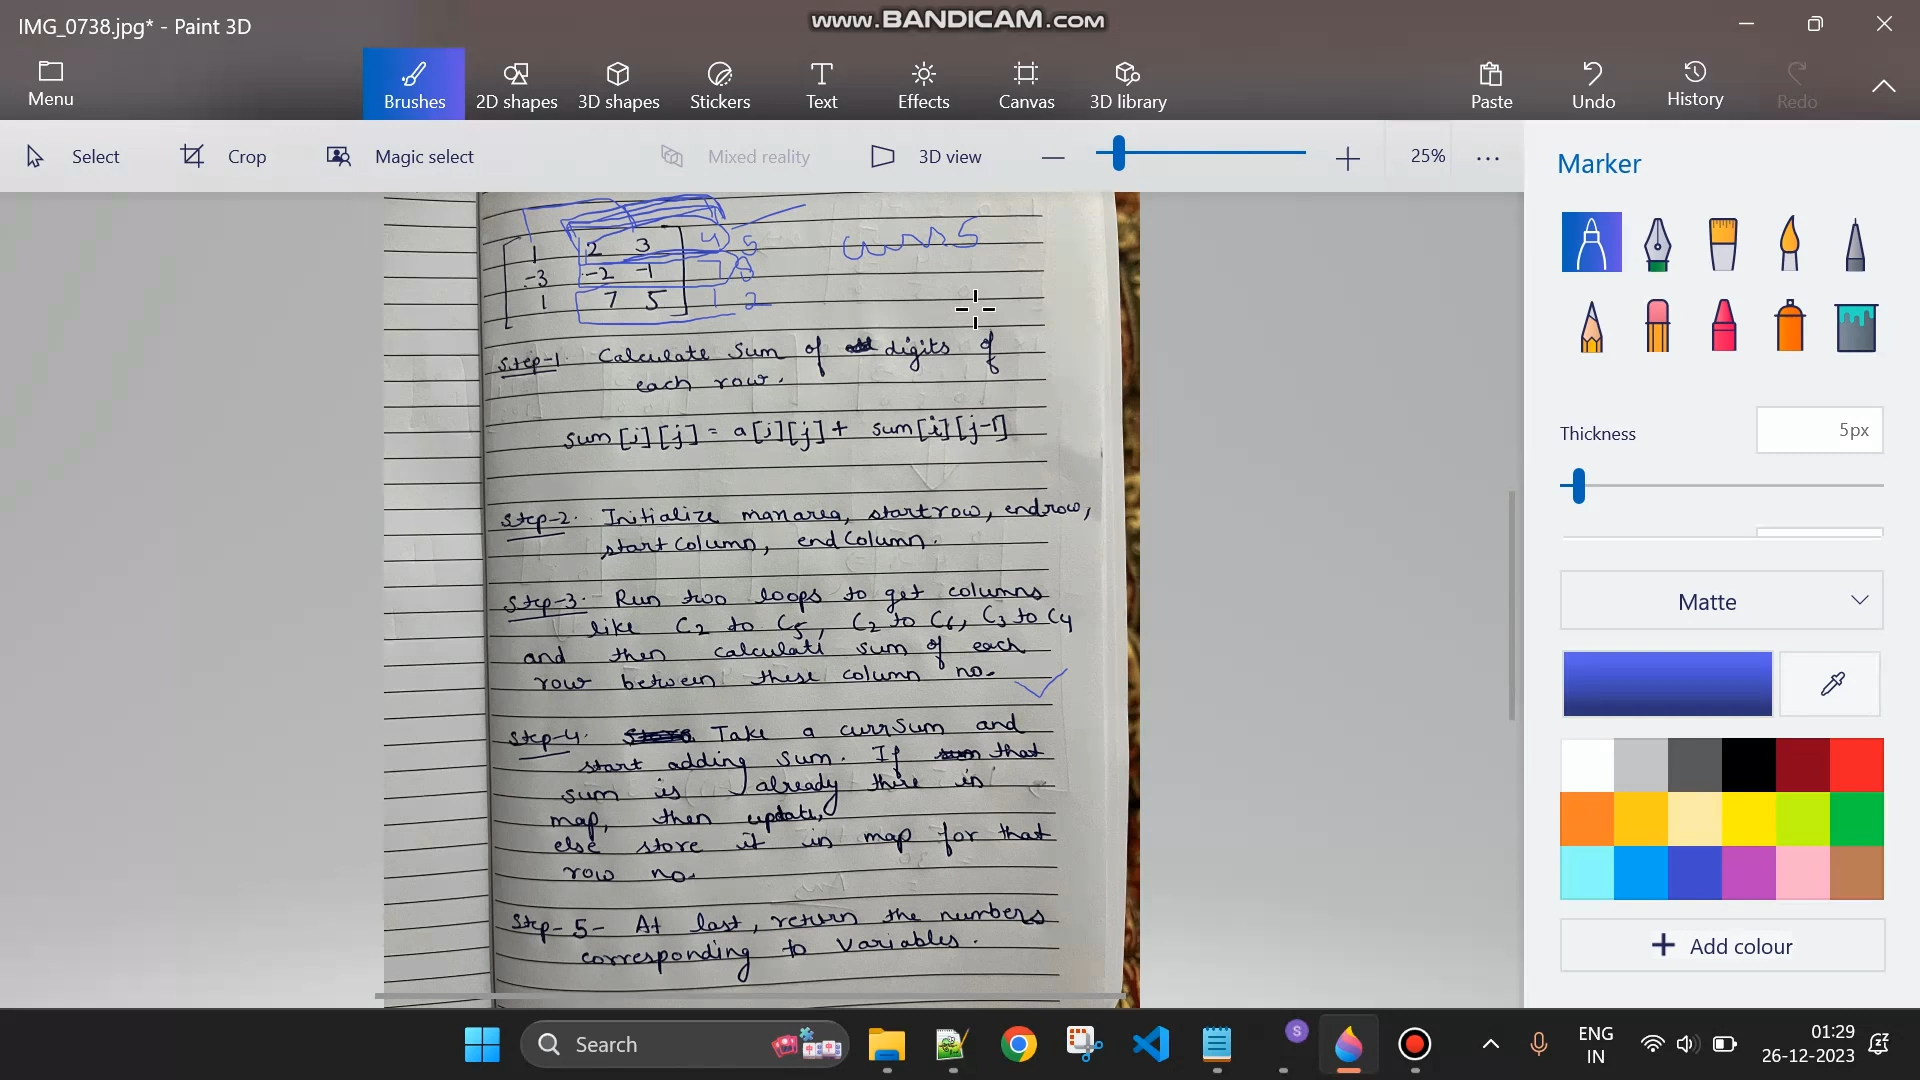 IMG_0738.jpg* - Paint 3D
www.BANDICAM.com
Menu
Brushes
2D shapes
3D shapes
Stickers
Text
Effects
Canvas
3D library
Paste
Undo
History
Redo
Select
Crop
Magic select
Mixed reality
3D view
25%
Marker
1 2 3 4 5
-3 -2 -1
1 7 5 1 2
Step-1. Calculate Sum of digits of
each row.
sum[i][j] = a[i][j] + sum[i][j-1]
Step-2. Initialize maxarea, startrow, endrow,
startColumn, endColumn.
Step-3. Run two loops to get columns
like C2 to C5, C2 to C6, C3 to C4
and then calculate sum of each
row between these column no.
Step-4. Take a currSum and
start adding sum. If that
sum is already there in
map, then update,
else store it in map for that
row no.
Step-5- At last, return the numbers
corresponding to Variables.
Thickness
5px
Matte
Add colour
Search
S
ENG
IN
01:29
26-12-2023